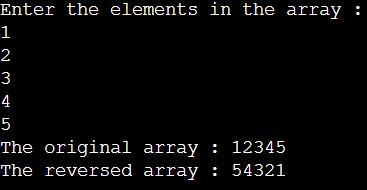 Enter the elements in the array :
1
2
3
4
5
The original array : 12345
The reversed array : 54321